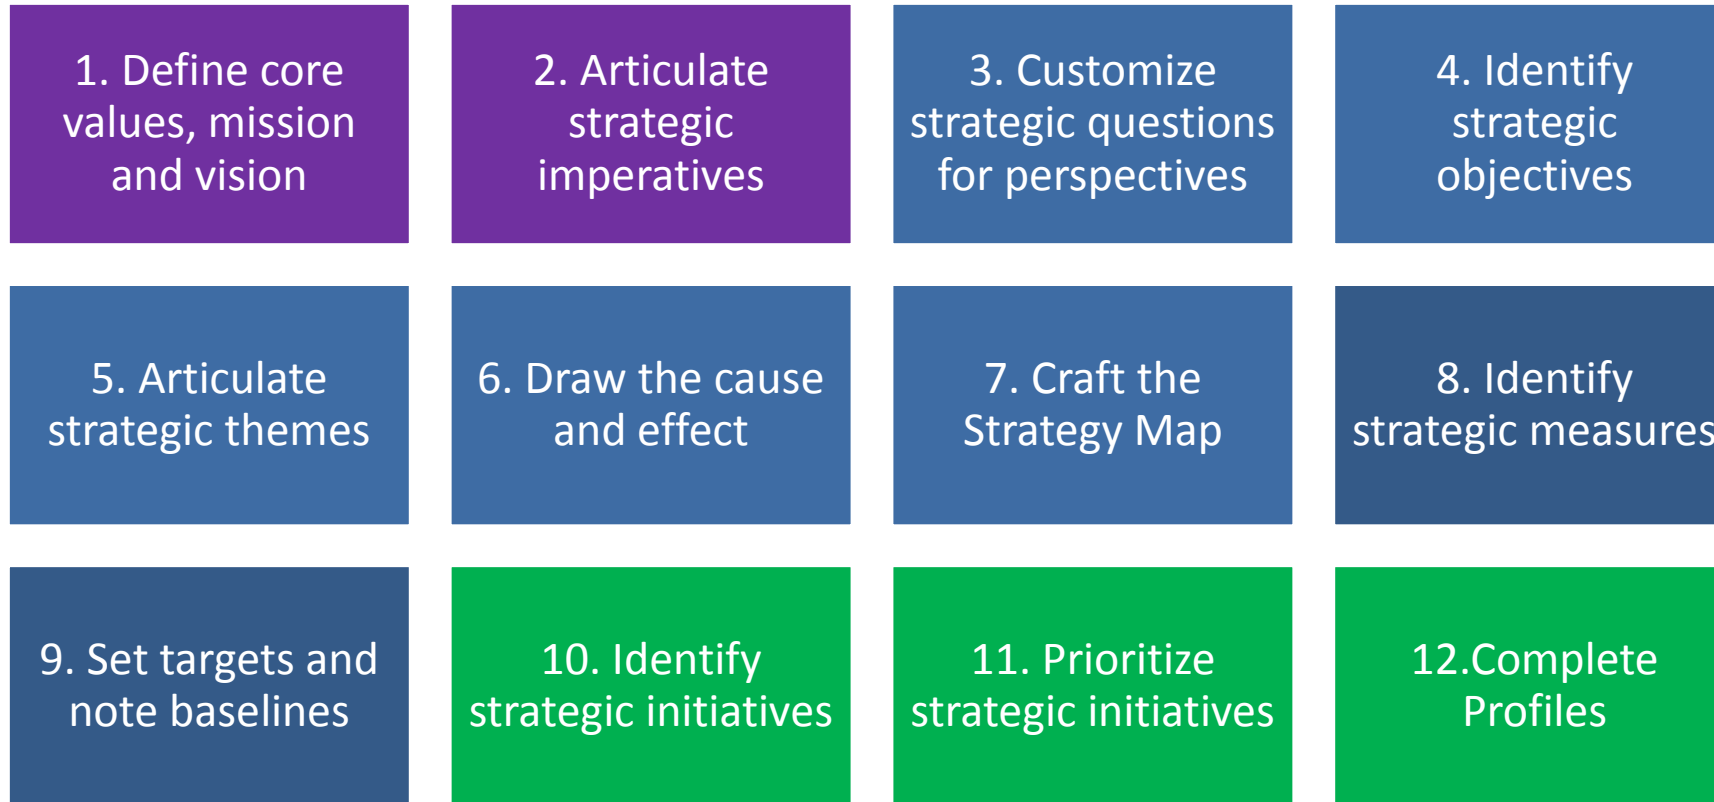 1. Define core
values, mission
and vision
2. Articulate
strategic
imperatives
3. Customize
strategic questions
for perspectives
4. Identify
strategic
objectives
5. Articulate
strategic themes
6. Draw the cause
and effect
7. Craft the
Strategy Map
8. Identify
strategic measures
9. Set targets and
note baselines
10. Identify
strategic initiatives
11. Prioritize
strategic initiatives
12.Complete
Profiles